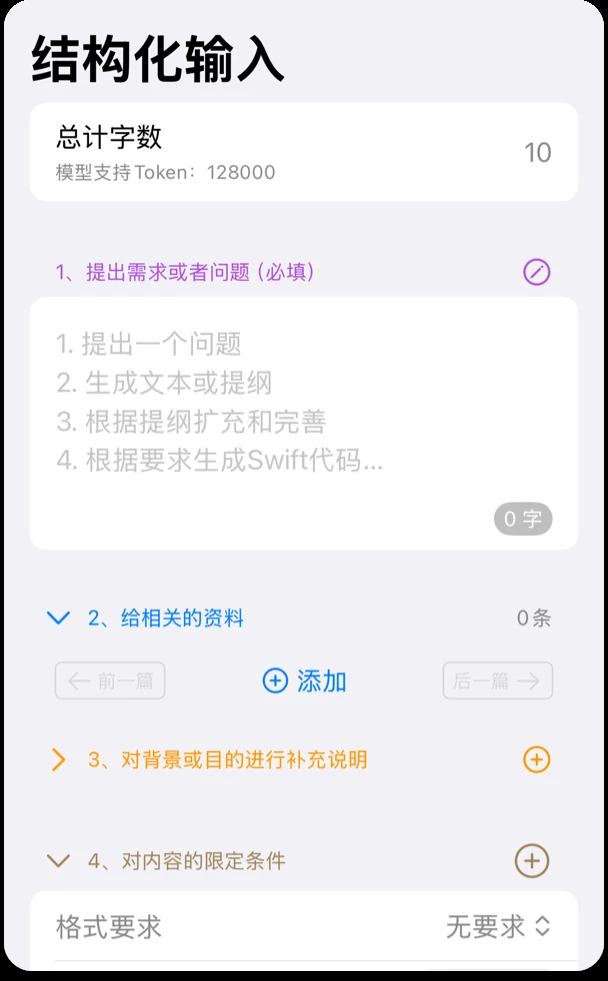 结构化输入
总计字数
10
模型支持Token：128000
1、提出需求或者问题（必填）
1. 提出一个问题
2. 生成文本或提纲
3. 根据提纲扩充和完善
4. 根据要求生成Swift代码...
0 字
2、给相关的资料
0条
前一篇
添加
后一篇
3、对背景或目的进行补充说明
4、对内容的限定条件
格式要求
无要求